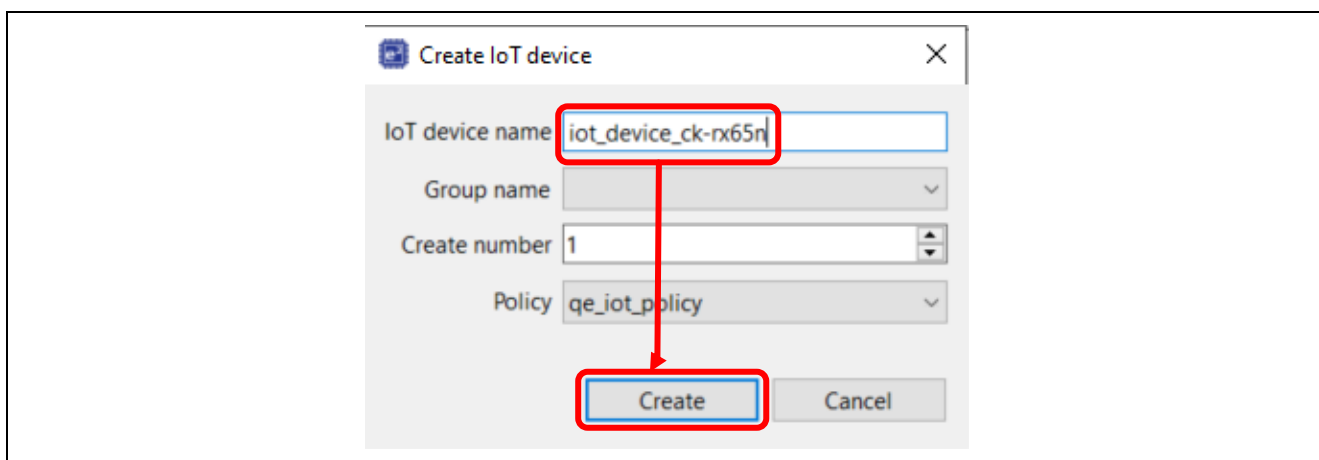 Create IoT device
IoT device name iot_device_ck-rx65n
Group name
Create number 1
Policy qe_iot_policy
Create Cancel